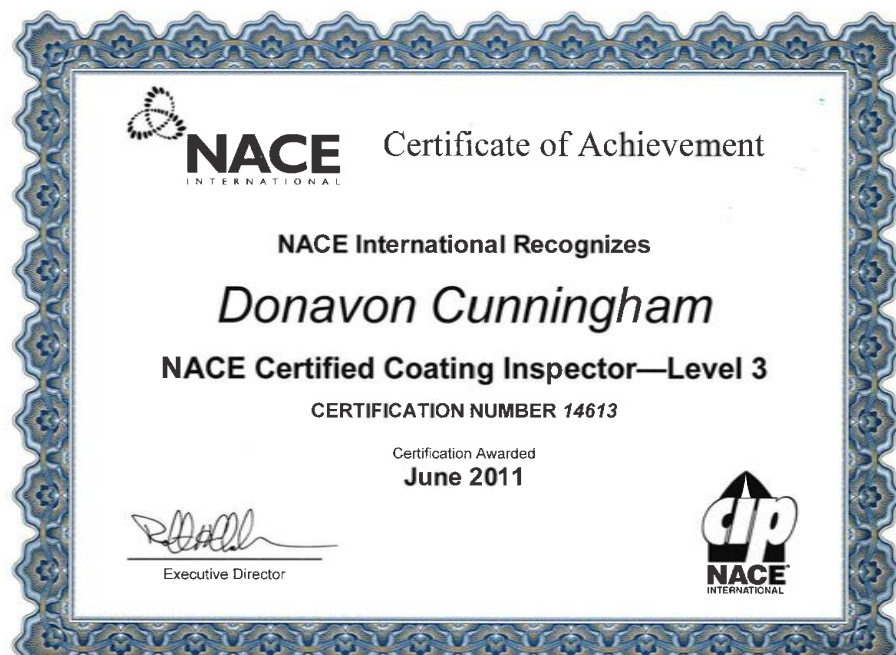 NACE
INTERNATIONAL
Certificate of Achievement
NACE International Recognizes
Donavon Cunningham
NACE Certified Coating Inspector—Level 3
CERTIFICATION NUMBER 14613
Certification Awarded
June 2011
Executive Director
cip
NACE®
INTERNATIONAL